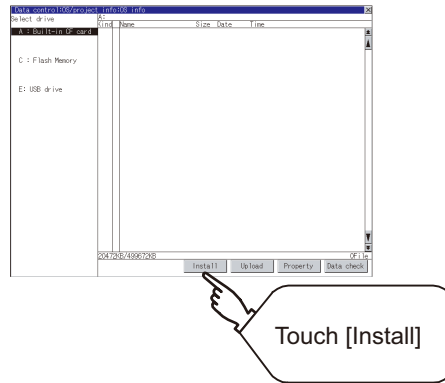 Data control:OS/project info:OS info
Select drive
A:
Kind Name Size Date Time
A : Built-in CF card
C : Flash Memory
E: USB drive
20472KB/499672KB 0File
Install Upload Property Data check
Touch [Install]